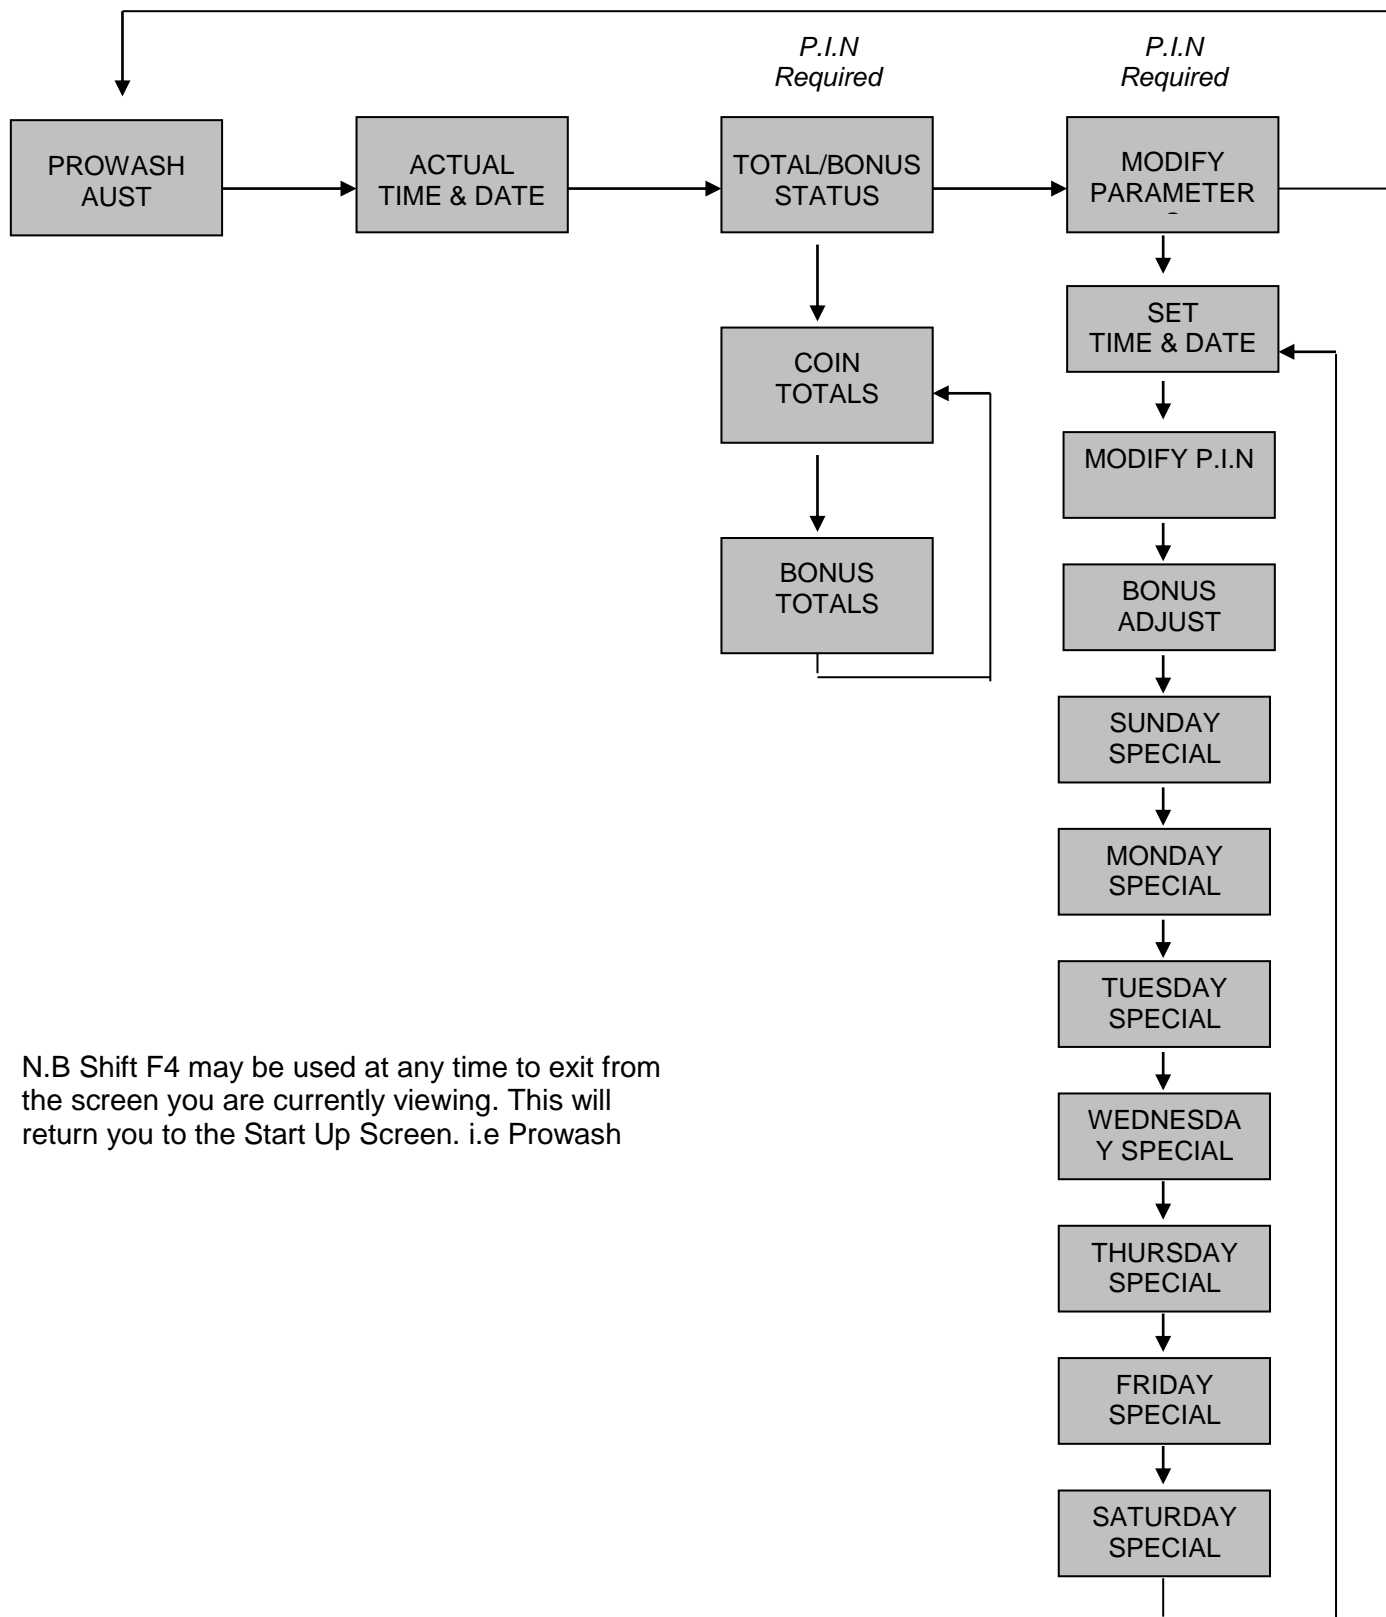 P.I.N
Required
P.I.N
Required
PROWASH
AUST
ACTUAL
TIME & DATE
TOTAL/BONUS
STATUS
MODIFY
PARAMETER
SET
TIME & DATE
COIN
TOTALS
MODIFY P.I.N
BONUS
TOTALS
BONUS
ADJUST
SUNDAY
SPECIAL
MONDAY
SPECIAL
TUESDAY
SPECIAL
N.B Shift F4 may be used at any time to exit from
the screen you are currently viewing. This will
return you to the Start Up Screen. i.e Prowash
WEDNESDA
Y SPECIAL
THURSDAY
SPECIAL
FRIDAY
SPECIAL
SATURDAY
SPECIAL